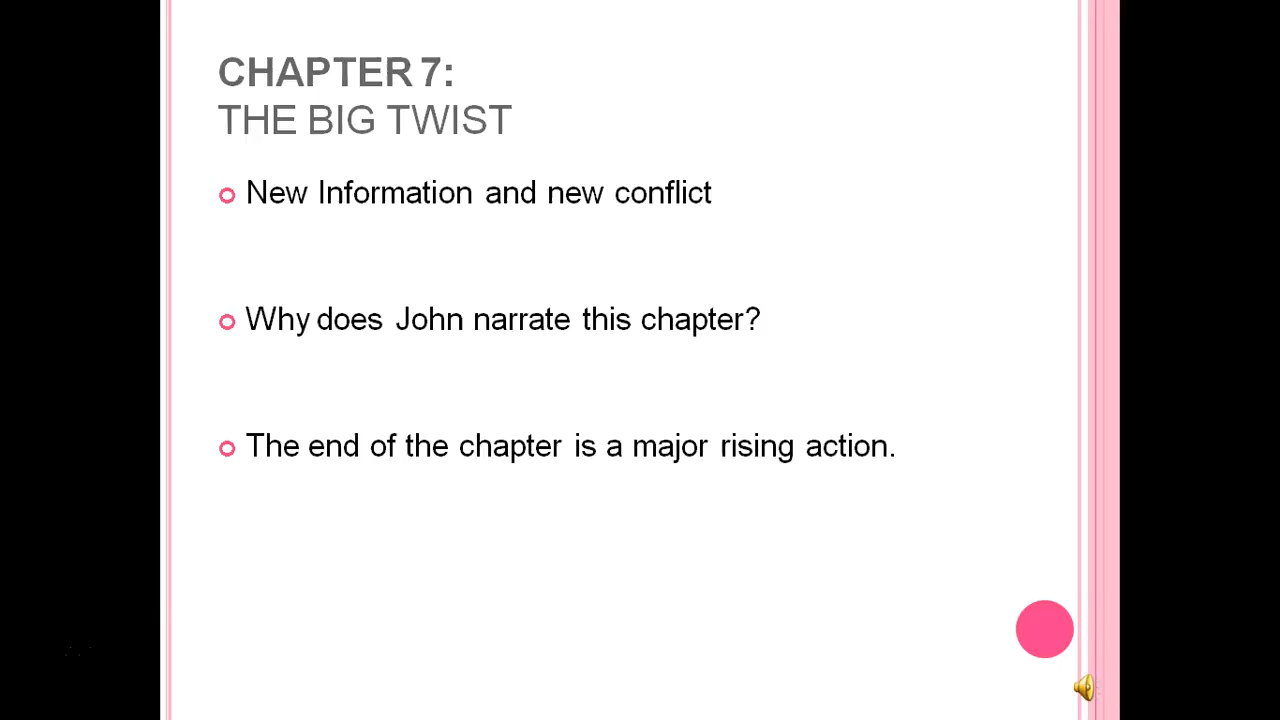 CHAPTER 7:
THE BIG TWIST
New Information and new conflict
Why does John narrate this chapter?
The end of the chapter is a major rising action.